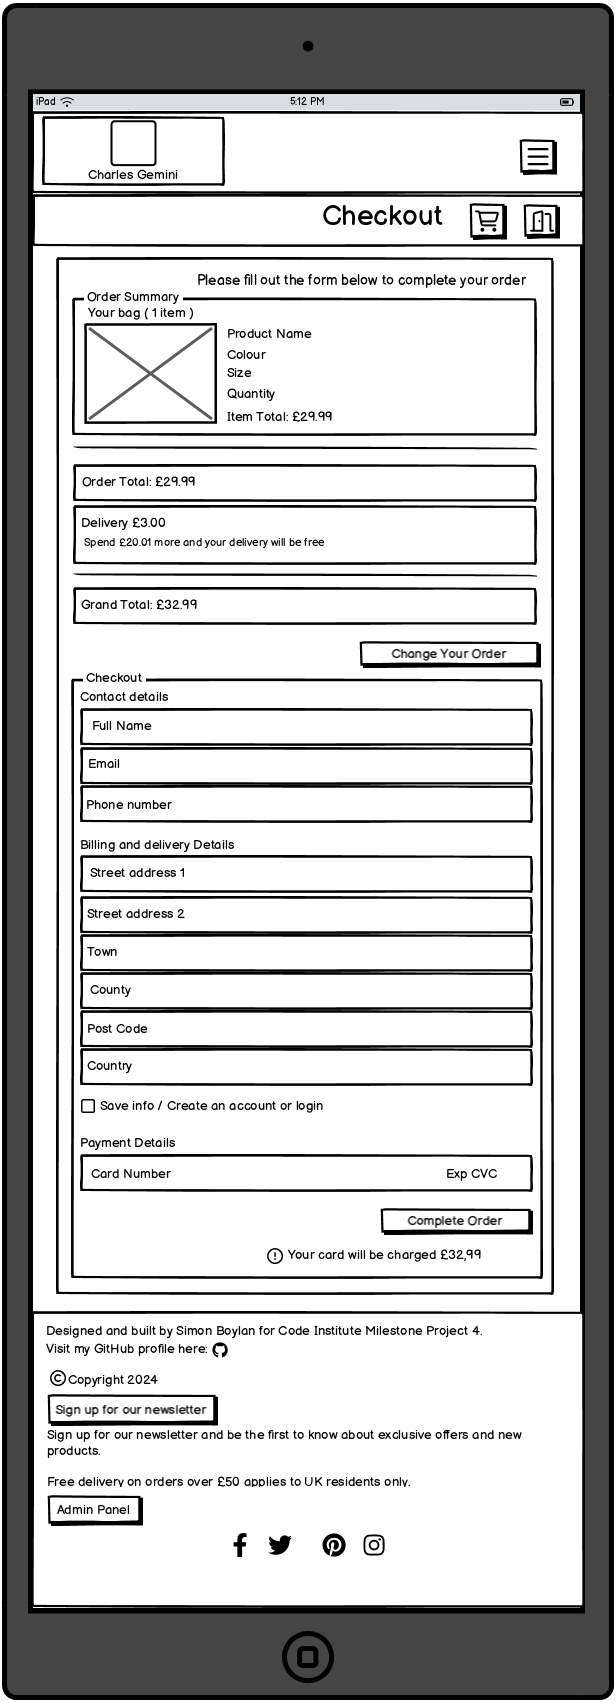 iPad 5:12 PM
Charles Gemini
Checkout
Please fill out the form below to complete your order
Order Summary
Your bag ( 1 item )
Product Name
Colour
Size
Quantity
Item Total: £29.99
Order Total: £29.99
Delivery £3.00
Spend £20.01 more and your delivery will be free
Grand Total: £32.99
Change Your Order
Checkout
Contact details
Full Name
Email
Phone number
Billing and delivery Details
Street address 1
Street address 2
Town
County
Post Code
Country
Save info / Create an account or login
Payment Details
Card Number Exp CVC
Complete Order
Your card will be charged £32,99
Designed and built by Simon Boylan for Code Institute Milestone Project 4.
Visit my GitHub profile here:
© Copyright 2024
Sign up for our newsletter
Sign up for our newsletter and be the first to know about exclusive offers and new
products.
Free delivery on orders over £50 applies to UK residents only.
Admin Panel